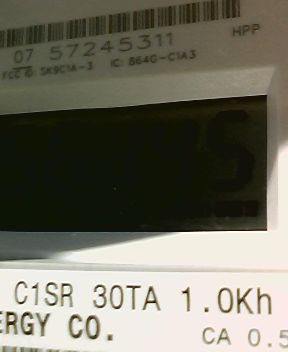 07 57245311
HPP
FCC ID: SK9C1A-3 IC: 864G-C1A3
C1SR 30TA 1.0Kh
ERGY CO.
CA 0.5